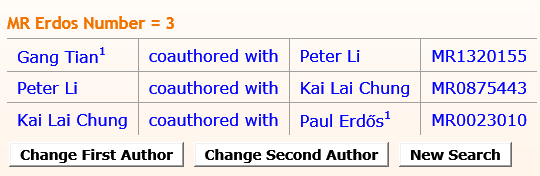 MR Erdos Number = 3
Gang Tian¹ coauthored with Peter Li MR1320155
Peter Li coauthored with Kai Lai Chung MR0875443
Kai Lai Chung coauthored with Paul Erdős¹ MR0023010
Change First Author Change Second Author New Search